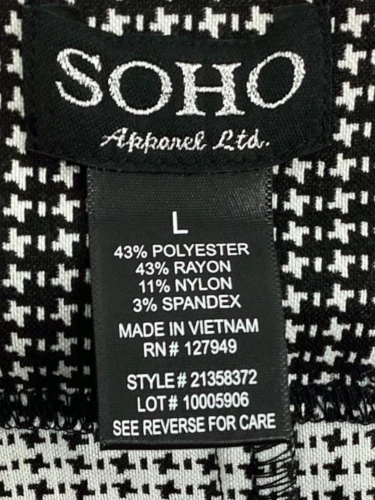 SOHO
Apparel Ltd.
L
43% POLYESTER
43% RAYON
11% NYLON
3% SPANDEX
MADE IN VIETNAM
RN# 127949
STYLE# 21358372
LOT# 10005906
SEE REVERSE FOR CARE